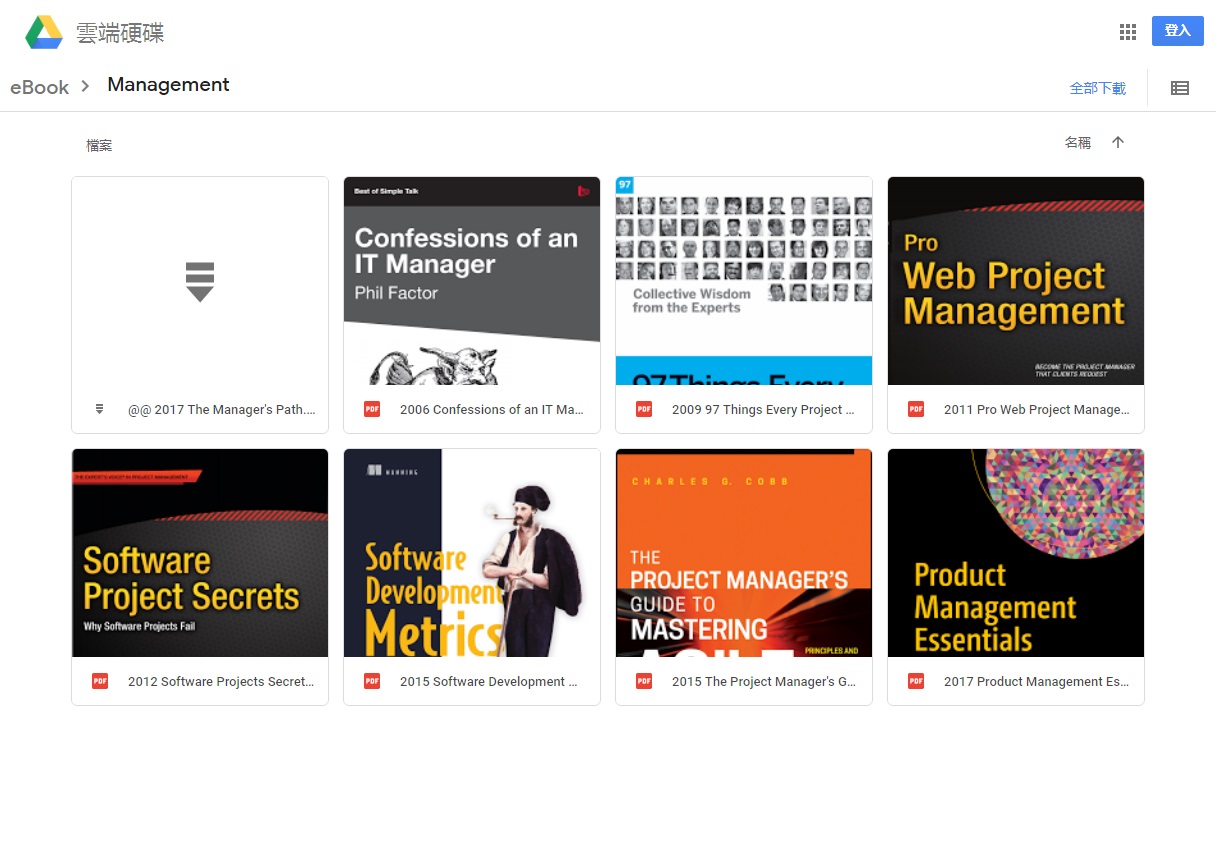 雲端硬碟
登入
eBook
Management
全部下載
檔案
名稱
@@ 2017 The Manager's Path....
Best of Simple Talk
Confessions of an
IT Manager
Phil Factor
2006 Confessions of an IT Ma...
97
Collective Wisdom
from the Experts
97 Things Every
2009 97 Things Every Project ...
Pro
Web Project
Management
BECOME THE PROJECT MANAGER
THAT CLIENTS REQUEST
2011 Pro Web Project Manage...
THE EXPERT'S VOICE® IN PROJECT MANAGEMENT
Software
Project Secrets
Why Software Projects Fail
PDF
2012 Software Projects Secret...
MANNING
Software
Development
Metrics
PDF
2015 Software Development ...
CHARLES G. COBB
THE
PROJECT MANAGER'S
GUIDE TO
MASTERING
AGILE
PRINCIPLES AND
PDF
2015 The Project Manager's G...
Product
Management
Essentials
PDF
2017 Product Management Es...